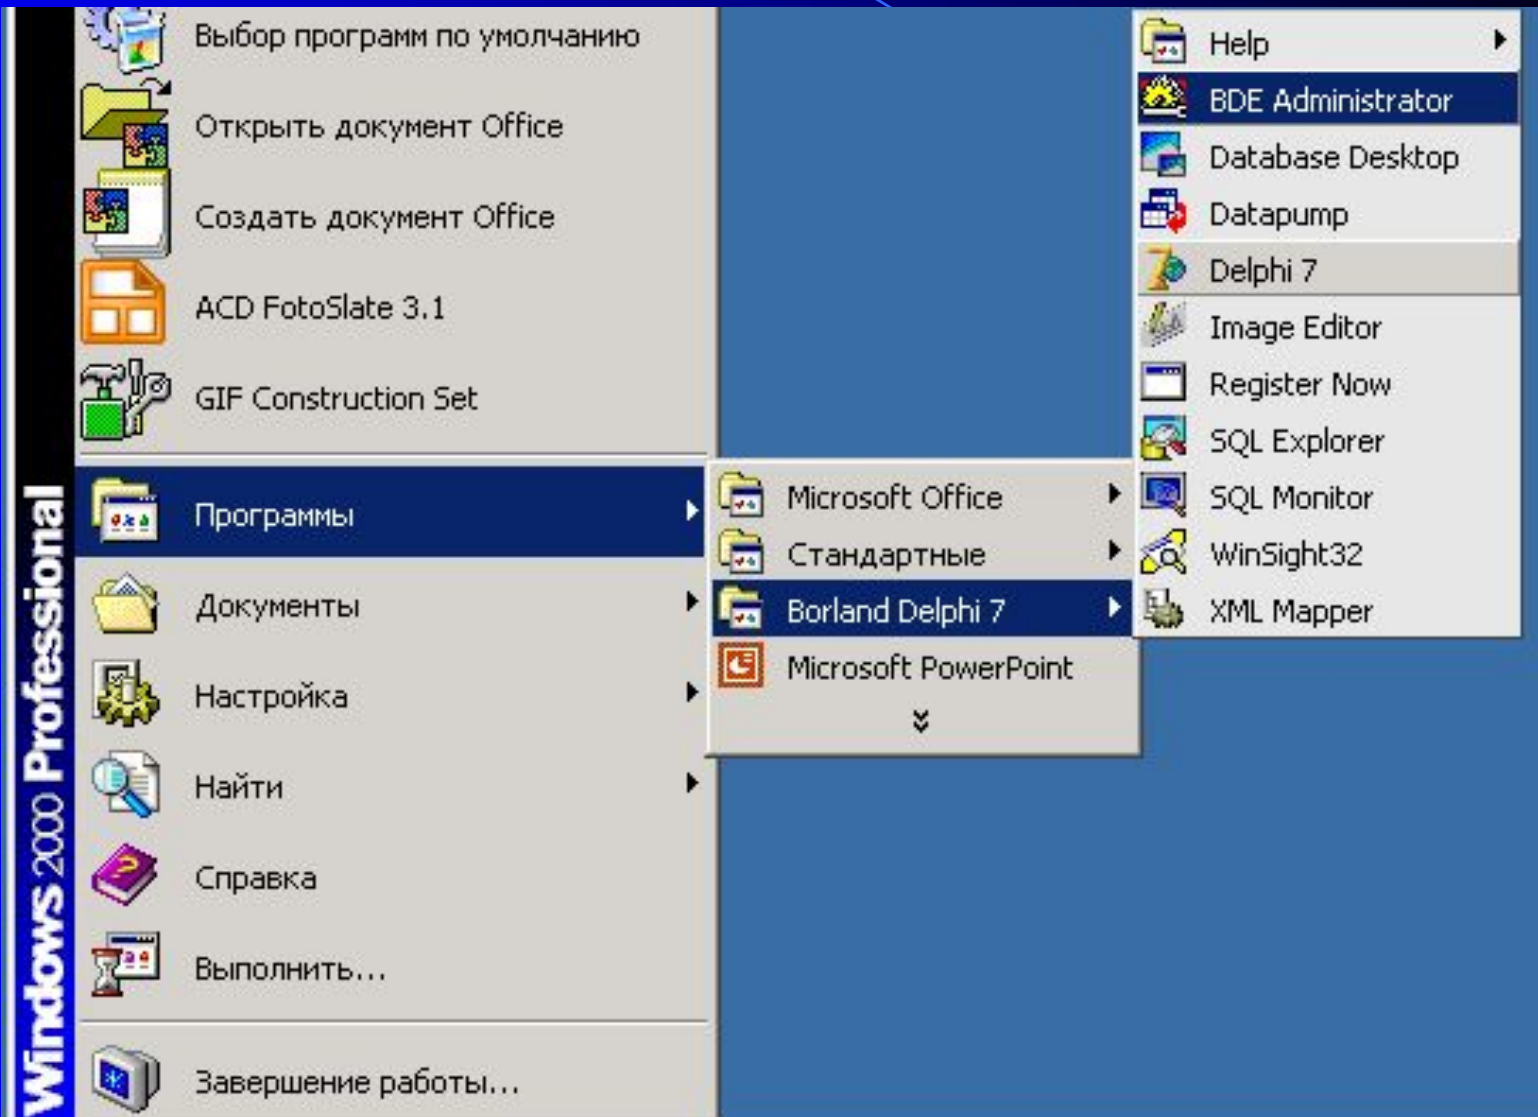 Выбор программ по умолчанию
Открыть документ Office
Создать документ Office
ACD FotoSlate 3.1
GIF Construction Set
Программы
Документы
Настройка
Найти
Справка
Выполнить...
Завершение работы...
Windows 2000 Professional
Microsoft Office
Стандартные
Borland Delphi 7
Microsoft PowerPoint
Help
BDE Administrator
Database Desktop
Datapump
Delphi 7
Image Editor
Register Now
SQL Explorer
SQL Monitor
WinSight32
XML Mapper